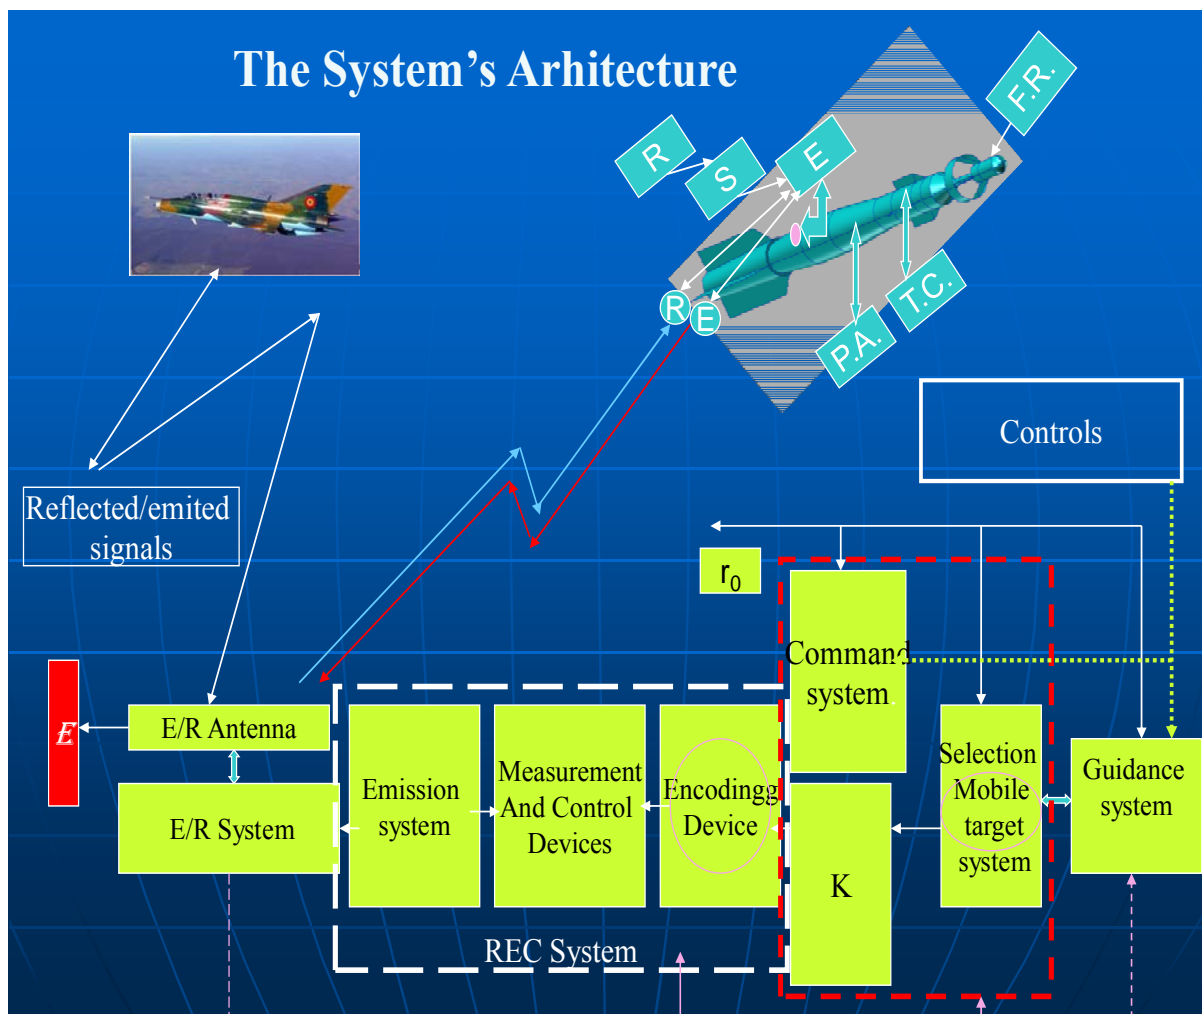 The System's Arhitecture
F.R.
R
S
E
R
E
P.A.
T.C.
Controls
Reflected/emited
signals
r0
Command
system
E
E/R Antenna
E/R System
Emission
system
Measurement
And Control
Devices
Encodingg
Device
K
Selection
Mobile
target
system
Guidance
system
REC System